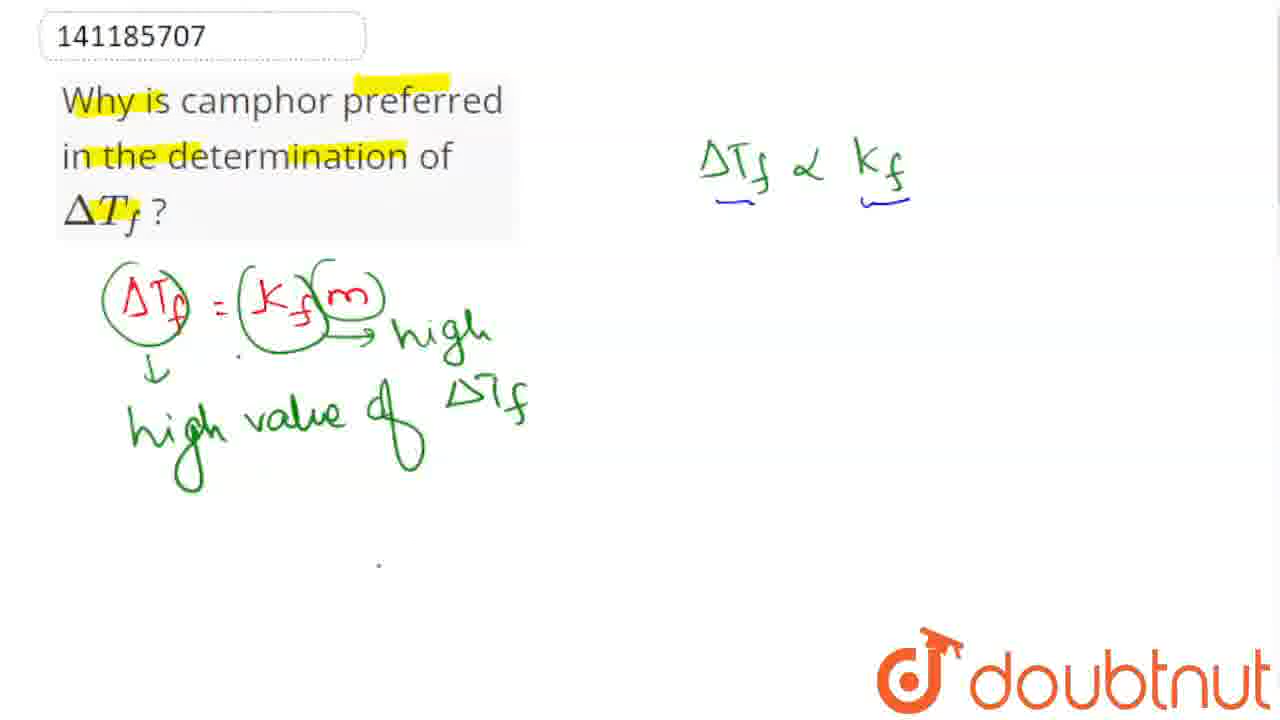 141185707
Why is camphor preferred
in the determination of
ΔT_f ?
ΔT_f ∝ K_f
ΔT_f = (K_f)(m)
→ high
↓
high value of ΔT_f
doubtnut